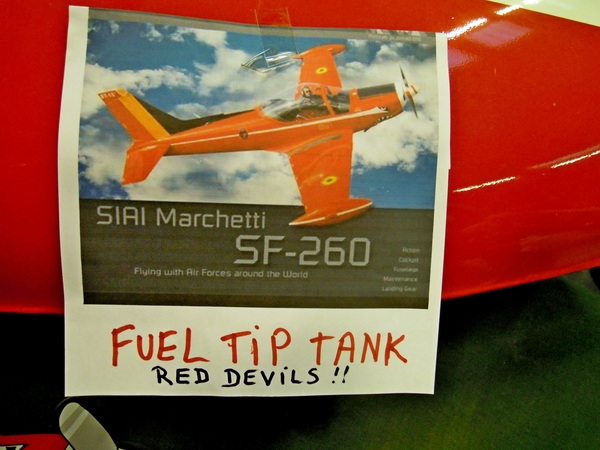 SIAI Marchetti
SF-260
Flying with Air Forces around the World
Action
Cockpit
Fuselage
Maintenance
Landing Gear
FUEL TiP TANK
RED DEViLS !!